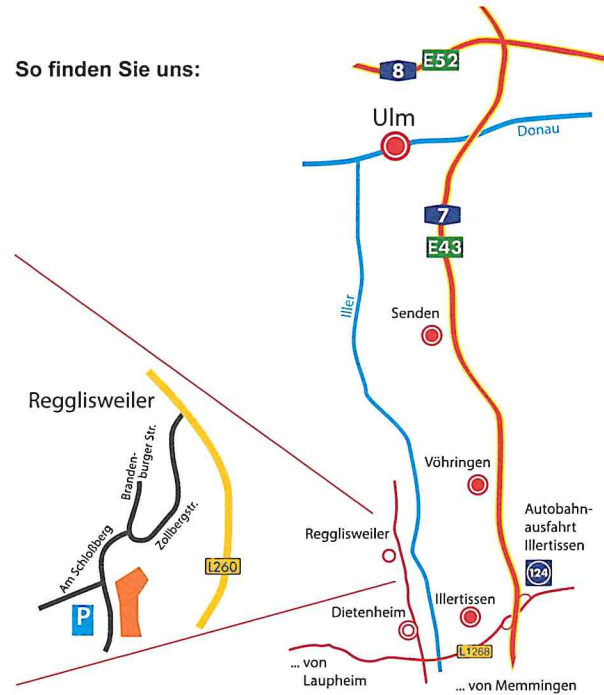 So finden Sie uns:
8
E52
Ulm
Donau
7
E43
Iller
Senden
Regglisweiler
Branden-
burger Str.
Zollbergstr.
Am Schloßberg
P
L260
Vöhringen
Autobahn-
ausfahrt
Illertissen
124
Regglisweiler
Illertissen
Dietenheim
L1268
... von
Laupheim
... von Memmingen